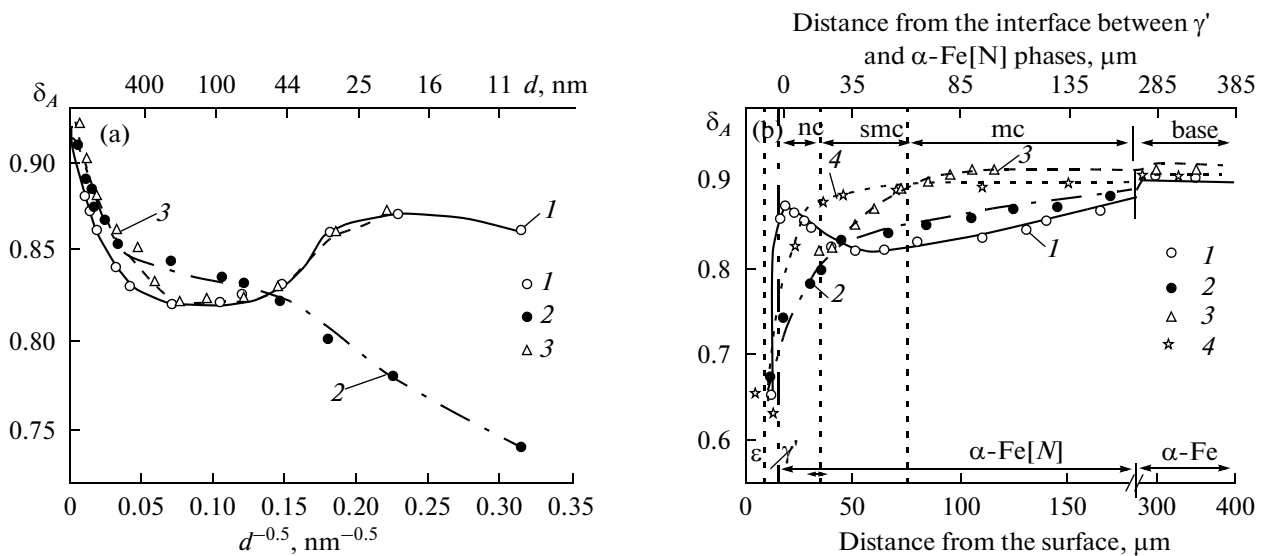 400 100 44 25 16 11 d, nm
δA
(a)
0.90
0.85
0.80
0.75
3
1
2
1
2
3
0 0.05 0.10 0.15 0.20 0.25 0.30 0.35
d−0.5, nm−0.5
Distance from the interface between γ'
and α-Fe[N] phases, μm
0 35 85 135 285 385
δA
(b)
nc smc mc base
0.9
0.8
0.7
0.6
4
3
2
1
1
2
3
4
ε γ' α-Fe[N] α-Fe
0 50 100 150 300 400
Distance from the surface, μm